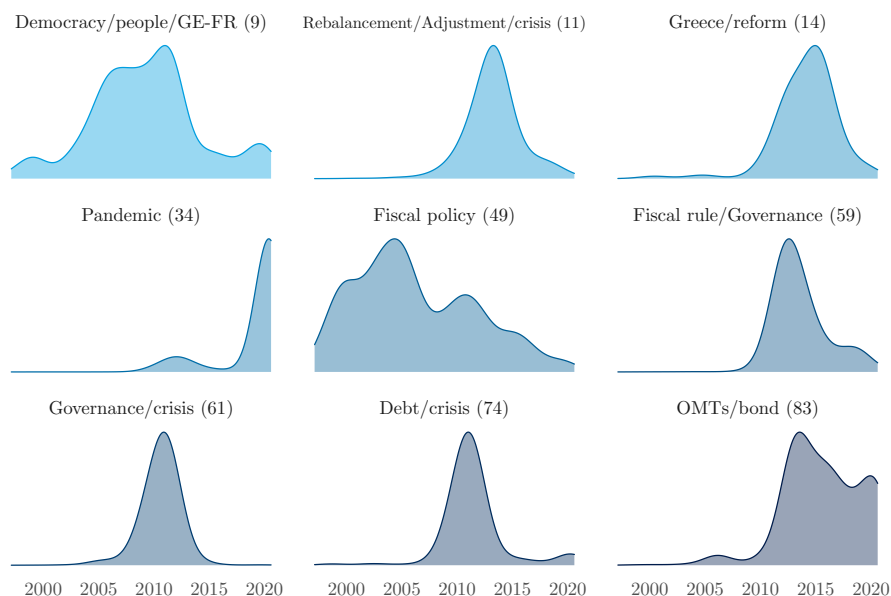 Democracy/people/GE-FR (9)
Rebalancement/Adjustment/crisis (11)
Greece/reform (14)
Pandemic (34)
Fiscal policy (49)
Fiscal rule/Governance (59)
Governance/crisis (61)
Debt/crisis (74)
OMTs/bond (83)
2000 2005 2010 2015 2020
2000 2005 2010 2015 2020
2000 2005 2010 2015 2020